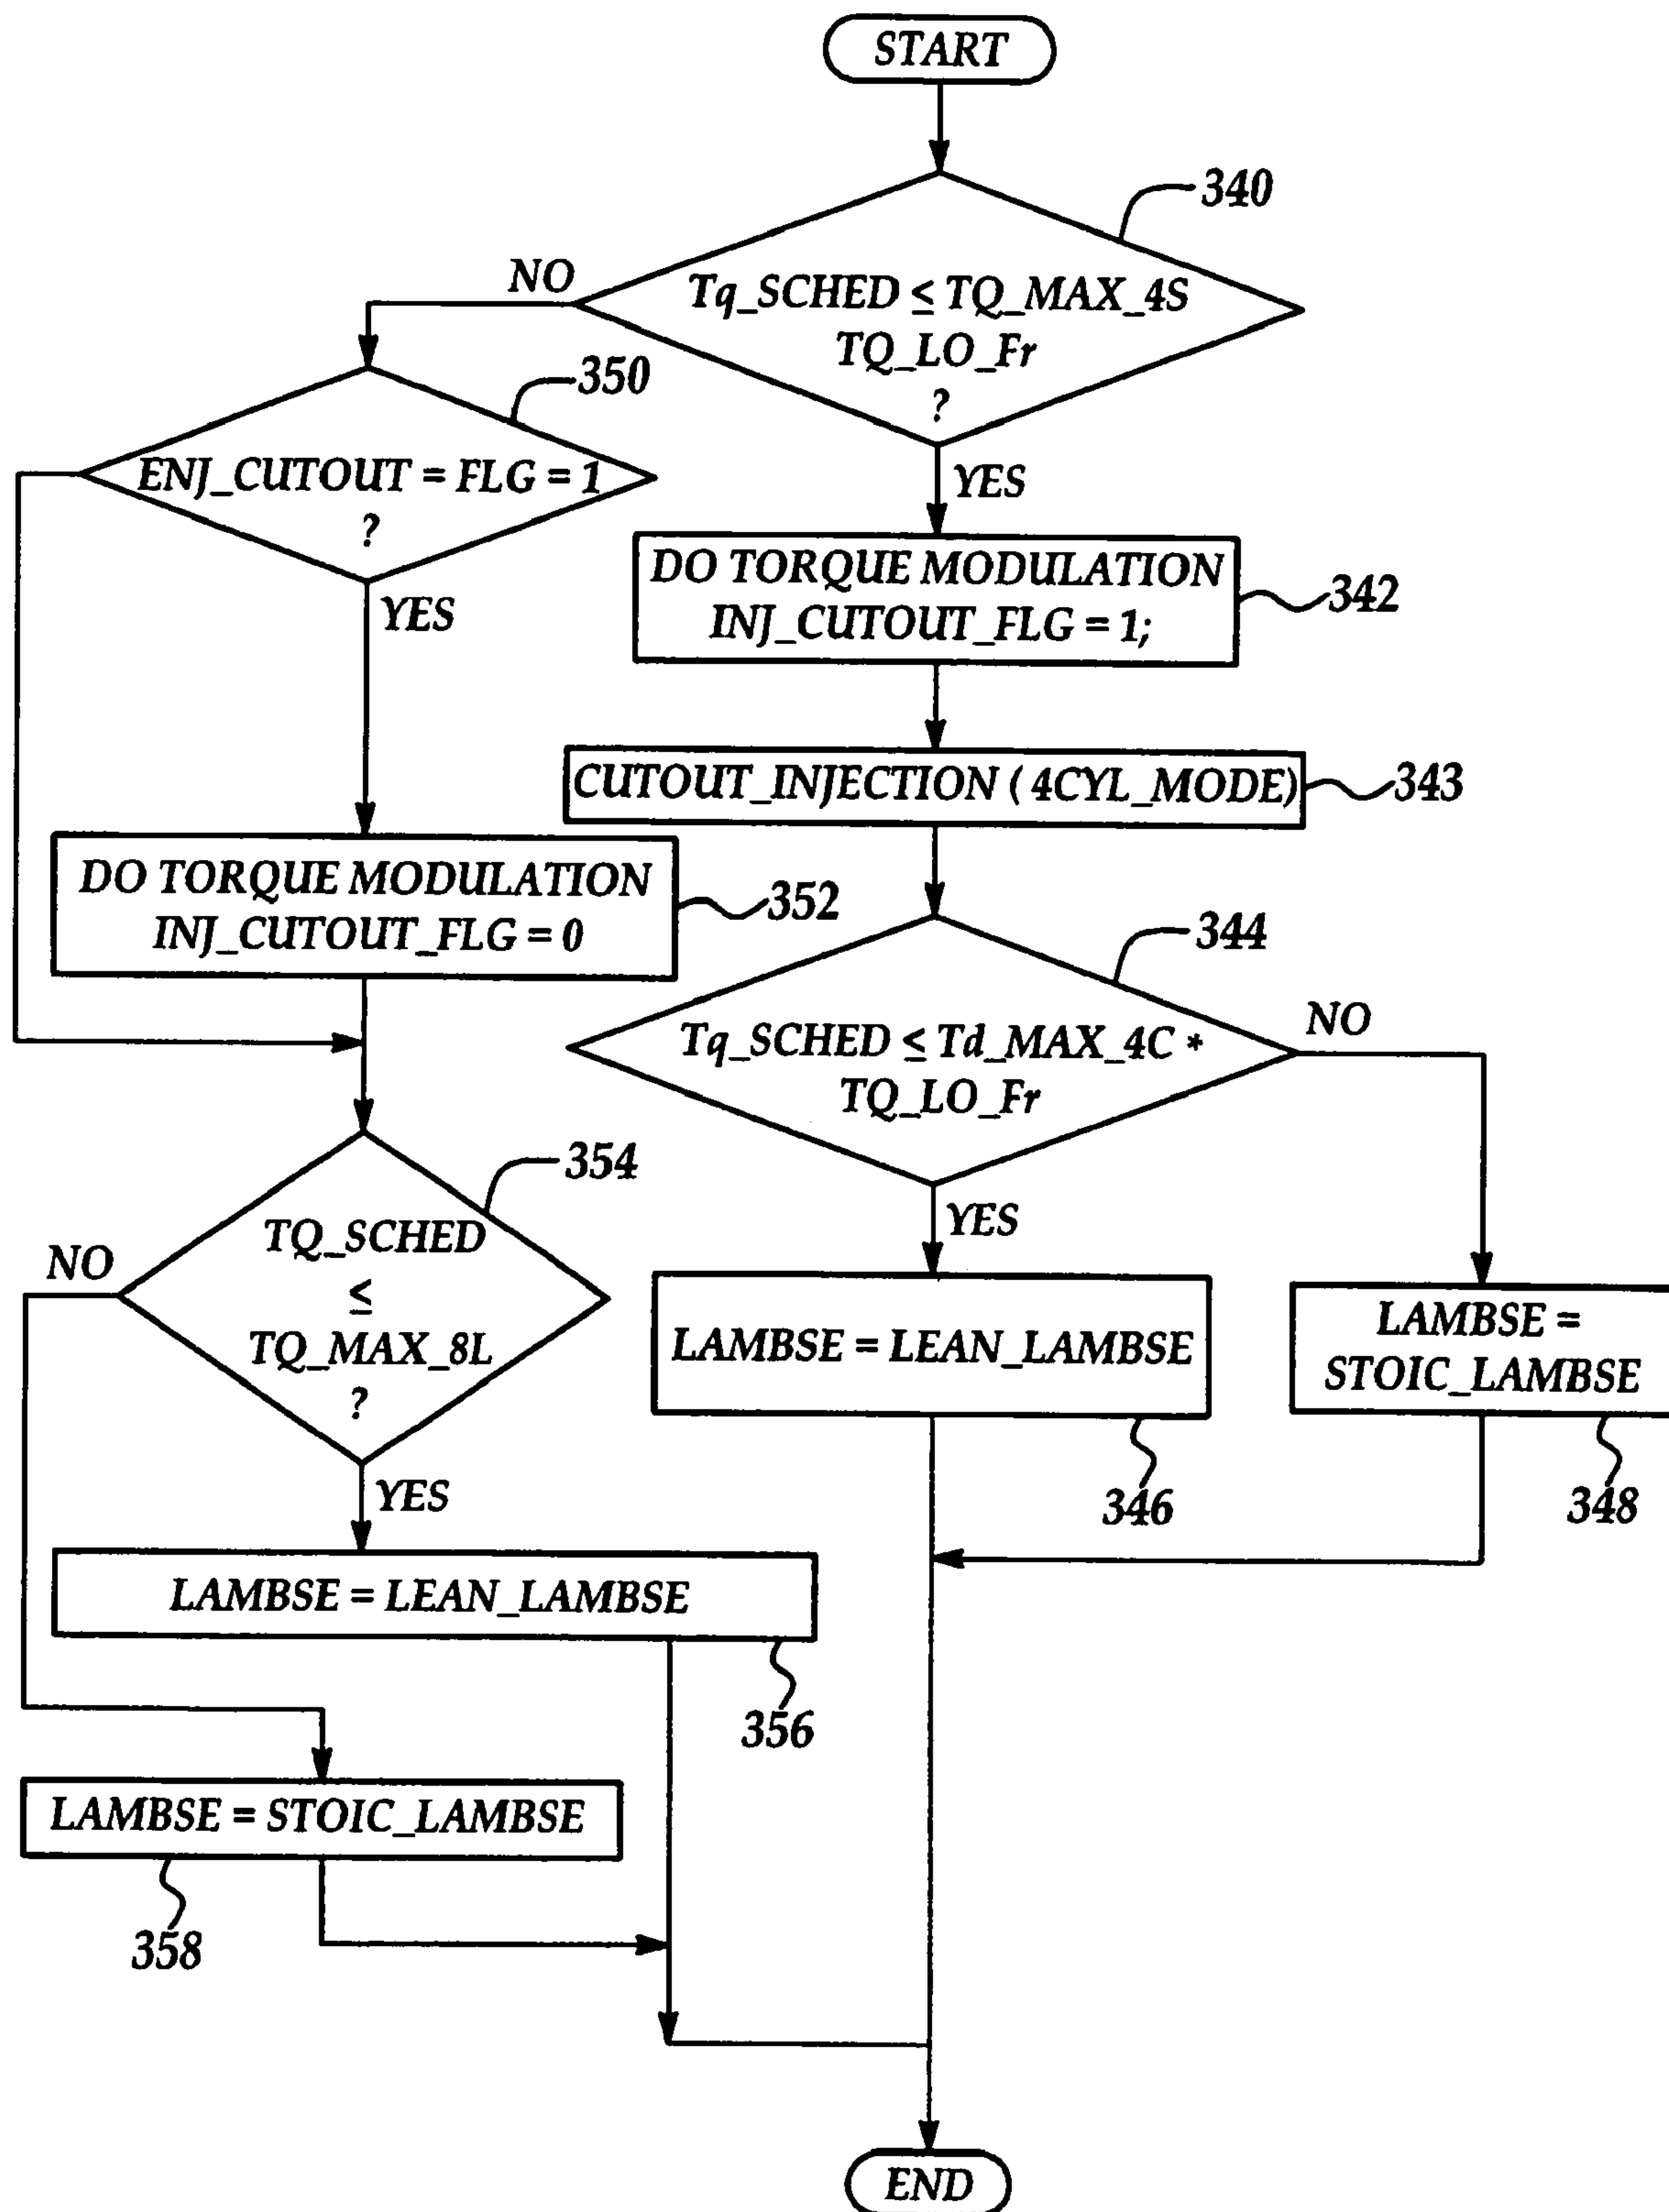 START
340
NO
Tq_SCHED ≤ TQ_MAX_4S
TQ_LO_Fr
?
YES
350
ENJ_CUTOUT = FLG = 1
?
YES
DO TORQUE MODULATION
INJ_CUTOUT_FLG = 1;
342
CUTOUT_INJECTION ( 4CYL_MODE)
343
DO TORQUE MODULATION
INJ_CUTOUT_FLG = 0
352
344
Tq_SCHED ≤ Td_MAX_4C *
TQ_LO_Fr
NO
YES
354
TQ_SCHED
≤
TQ_MAX_8L
?
NO
YES
LAMBSE = LEAN_LAMBSE
346
LAMBSE =
STOIC_LAMBSE
348
LAMBSE = LEAN_LAMBSE
356
LAMBSE = STOIC_LAMBSE
358
END